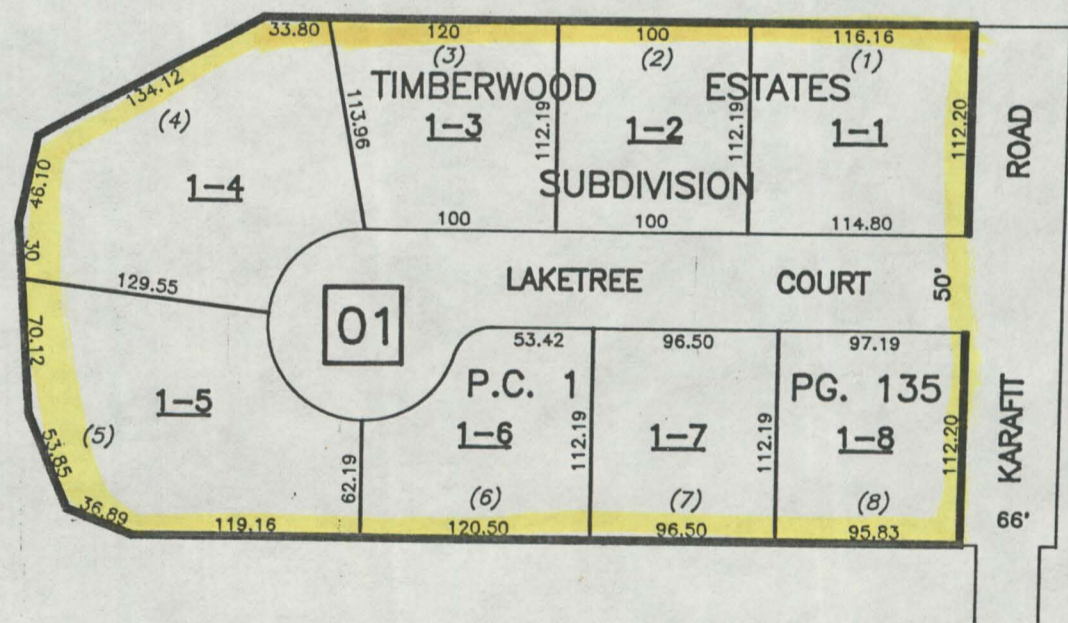 33.80 120 100 116.16
(3) (2) (1)
134.12
TIMBERWOOD ESTATES
(4)
113.96
1-3 1-2 1-1
112.19 112.19 112.20
ROAD
46.10
1-4
SUBDIVISION
100 100 114.80
30
129.55
LAKETREE COURT 50'
01
70.12
53.42 96.50 97.19
P.C. 1 PG. 135
1-5
1-6 1-7 1-8
(5)
112.19 112.19 112.20
KARAFIT
53.85
62.19
(6) (7) (8)
36.89
119.16 120.50 96.50 95.83
66'